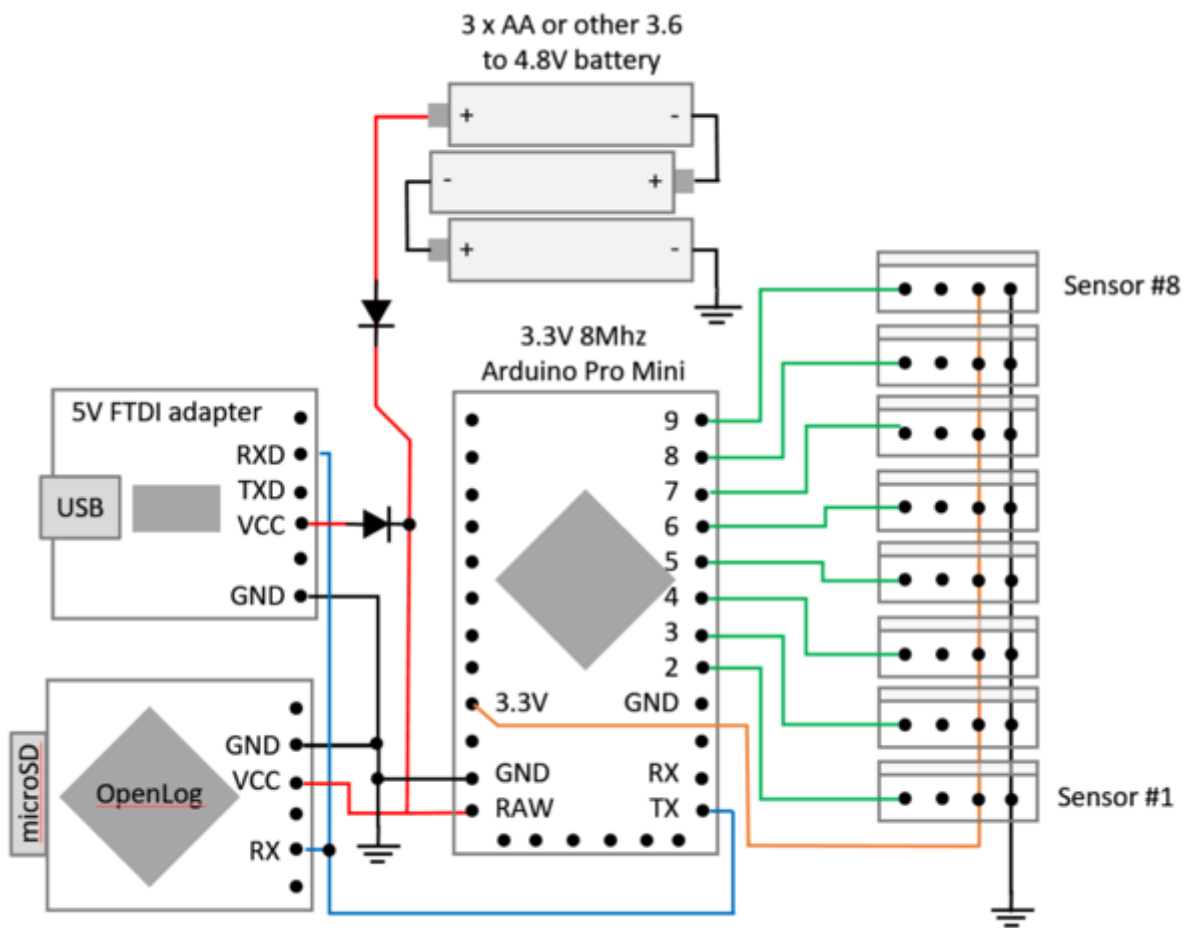 3 x AA or other 3.6
to 4.8V battery
+ -
- +
+ -
Sensor #8
3.3V 8Mhz
Arduino Pro Mini
5V FTDI adapter
RXD
TXD
USB
VCC
GND
9
8
7
6
5
4
3
2
3.3V GND
GND RX
RAW TX
microSD
OpenLog
GND
VCC
RX
Sensor #1